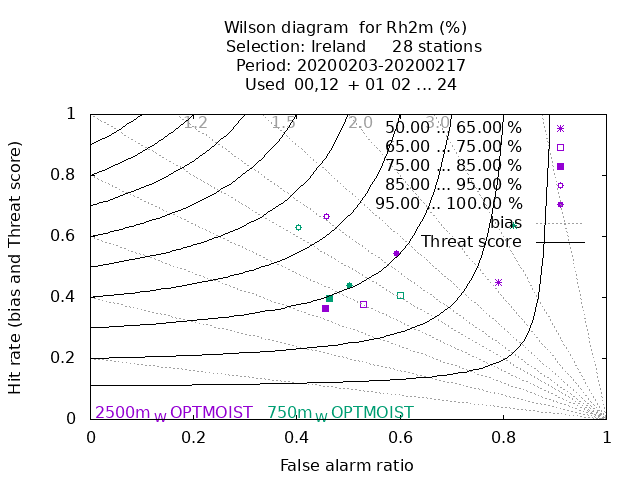 Wilson diagram  for Rh2m (%)
Selection: Ireland     28 stations
Period: 20200203-20200217
Used  00,12  + 01 02 ... 24
1.2 1.5 2.0 3.0
50.00 ... 65.00 %
65.00 ... 75.00 %
75.00 ... 85.00 %
85.00 ... 95.00 %
95.00 ... 100.00 %
bias
Threat score
1
0.8
0.6
0.4
0.2
0
Hit rate (bias and Threat score)
2500m W OPTMOIST 750m W OPTMOIST
0 0.2 0.4 0.6 0.8 1
False alarm ratio